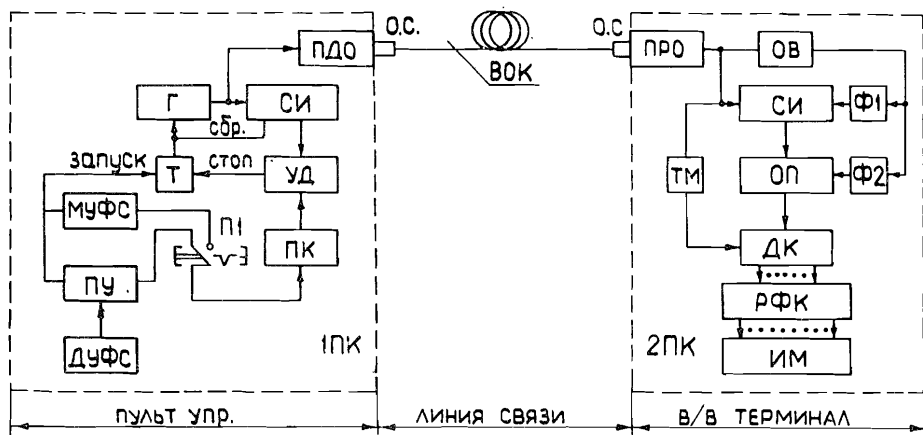 О.С.
О.С
ПДО
ПРО
ОВ
ВОК
Г
СИ
СИ
Ф1
сбр.
запуск
Т
стоп
УД
ТМ
ОП
Ф2
МУФС
П1
ПК
ДК
ПУ
РФК
ДУФС
1ПК
2ПК
ИМ
ПУЛЬТ УПР.
ЛИНИЯ СВЯЗИ
В/В ТЕРМИНАЛ